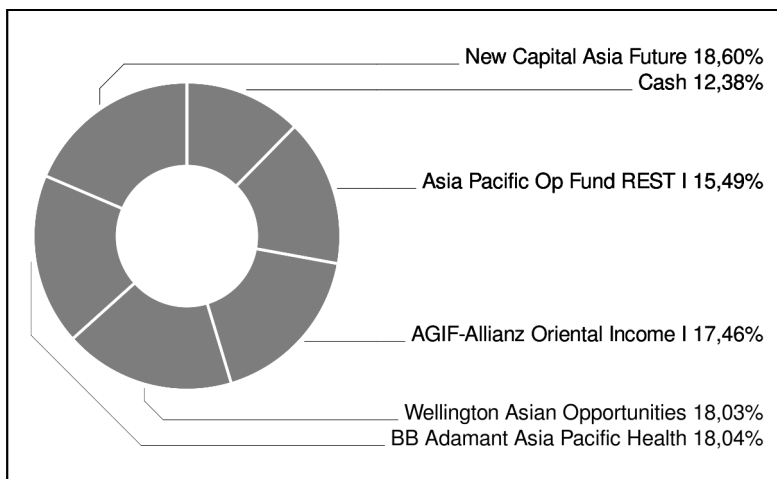 New Capital Asia Future 18,60%
Cash 12,38%
Asia Pacific Op Fund REST I 15,49%
AGIF-Allianz Oriental Income I 17,46%
Wellington Asian Opportunities 18,03%
BB Adamant Asia Pacific Health 18,04%